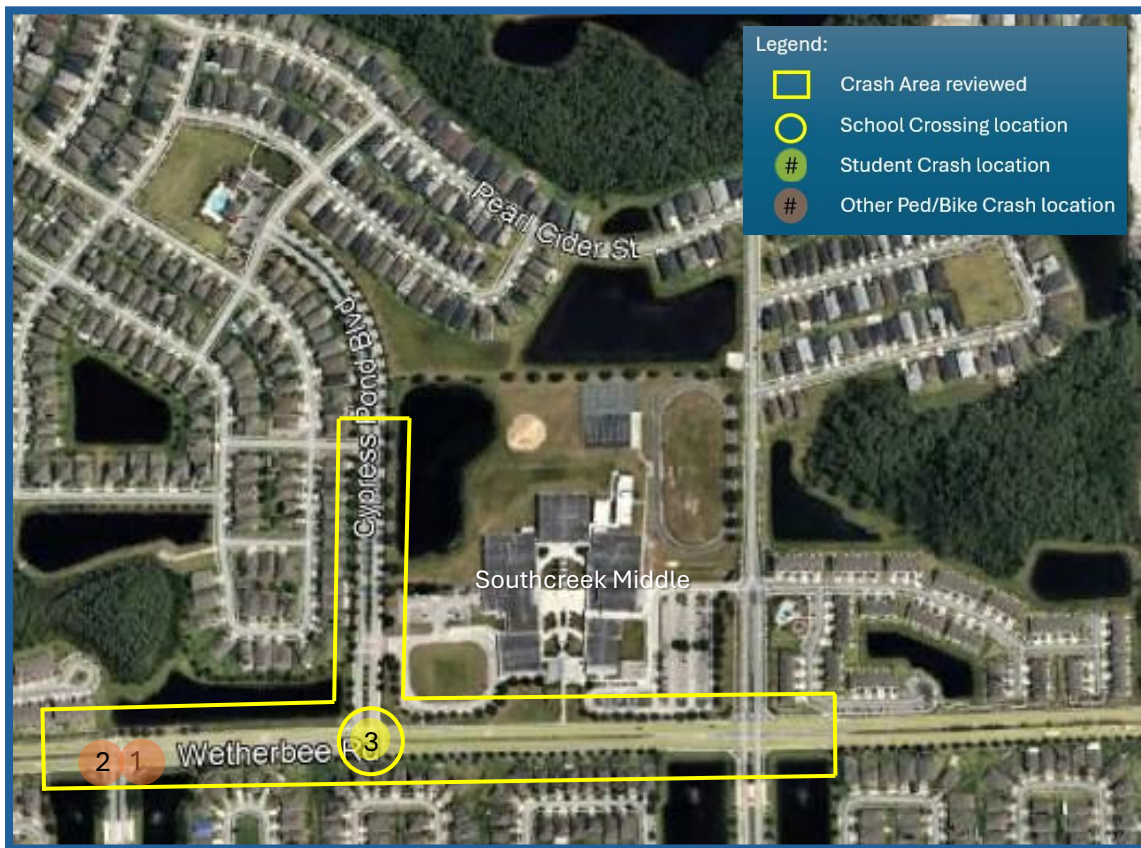 Legend:
Crash Area reviewed
School Crossing location
# Student Crash location
# Other Ped/Bike Crash location
Pearl Cider St
Cypress Pond Blvd
Southcreek Middle
3
2 1 Wetherbee Rd